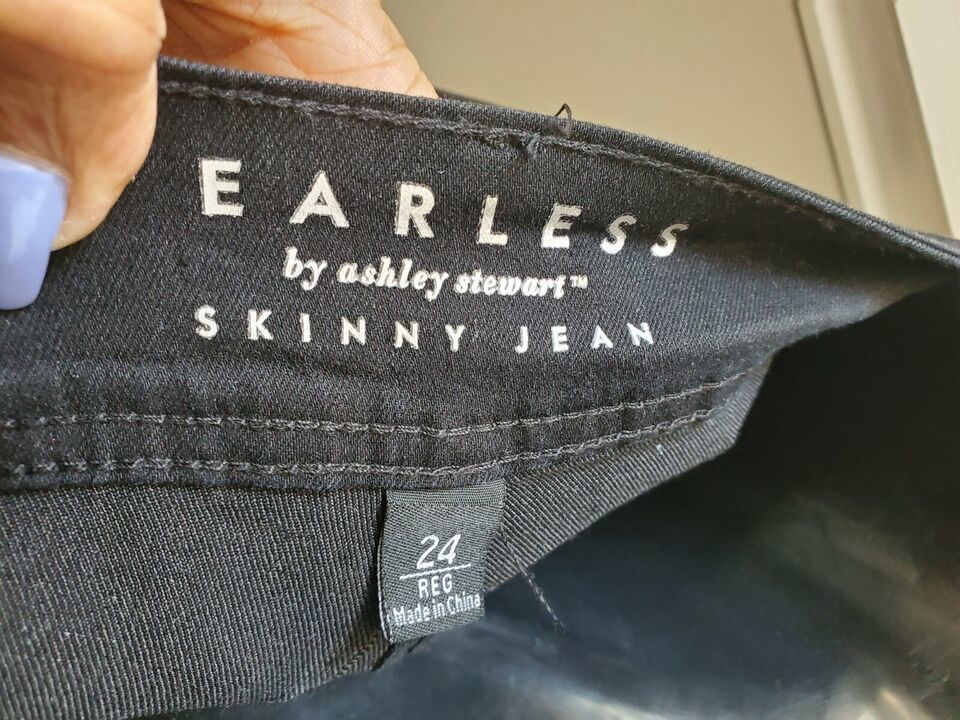 EARLESS
by ashley stewart™
SKINNY JEAN
24
REG
Made in China